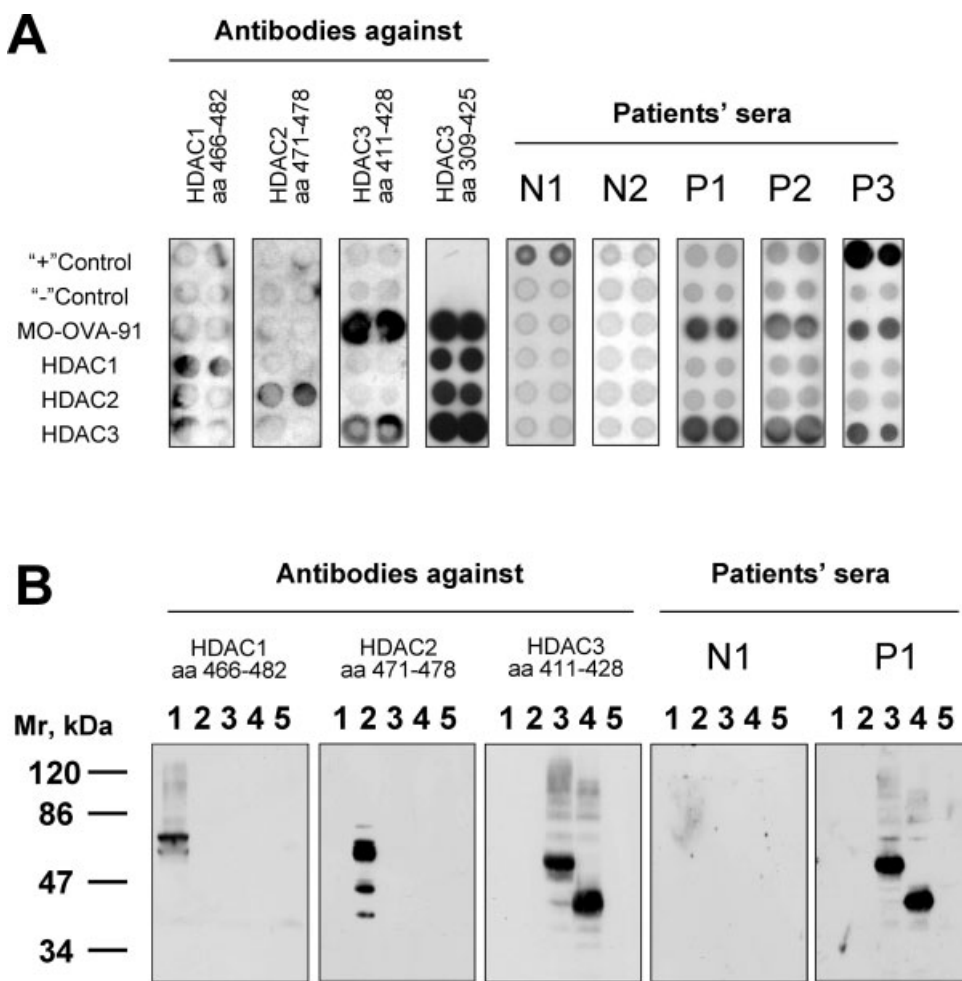 A
Antibodies against
HDAC1
aa 466-482
HDAC2
aa 471-478
HDAC3
aa 411-428
HDAC3
aa 309-425
Patients' sera
N1 N2 P1 P2 P3
"+"Control
"-"Control
MO-OVA-91
HDAC1
HDAC2
HDAC3
B
Antibodies against
Patients' sera
HDAC1
aa 466-482
HDAC2
aa 471-478
HDAC3
aa 411-428
N1
P1
Mr, kDa
1 2 3 4 5
1 2 3 4 5
1 2 3 4 5
1 2 3 4 5
1 2 3 4 5
120
86
47
34